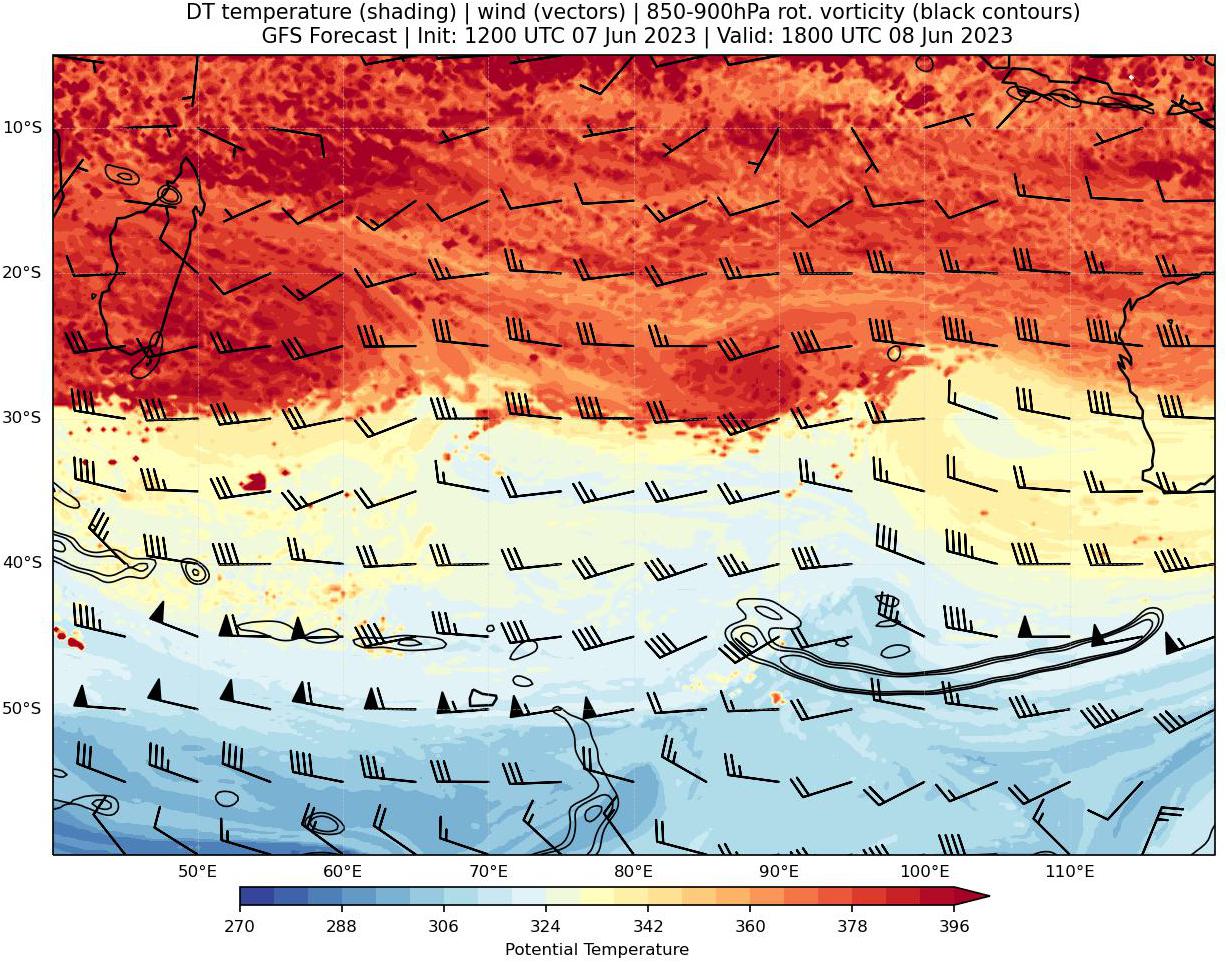 DT temperature (shading) | wind (vectors) | 850-900hPa rot. vorticity (black contours)
GFS Forecast | Init: 1200 UTC 07 Jun 2023 | Valid: 1800 UTC 08 Jun 2023
10°S
20°S
30°S
40°S
50°S
50°E 60°E 70°E 80°E 90°E 100°E 110°E
270 288 306 324 342 360 378 396
Potential Temperature